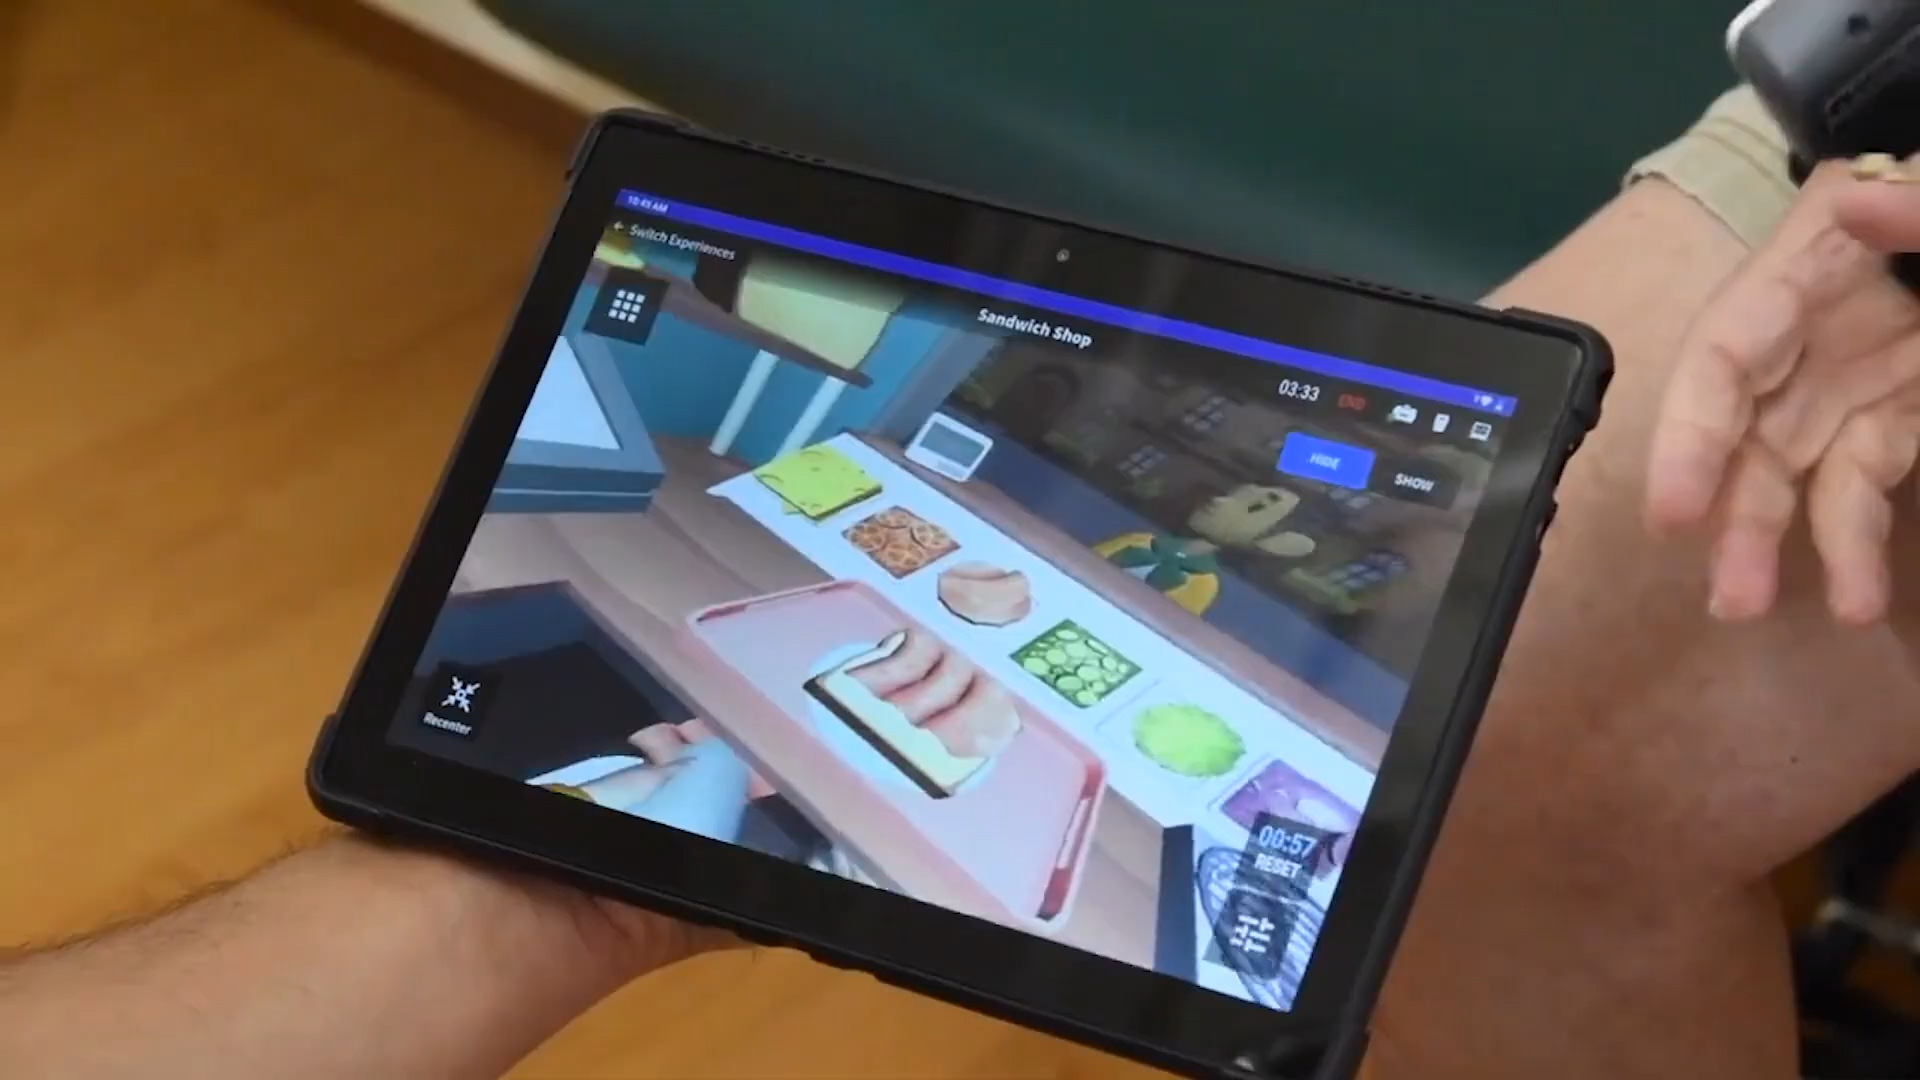 10:45 AM
← Switch Experiences
Sandwich Shop
03:33 END
HIDE SHOW
Recenter
00:57
RESET